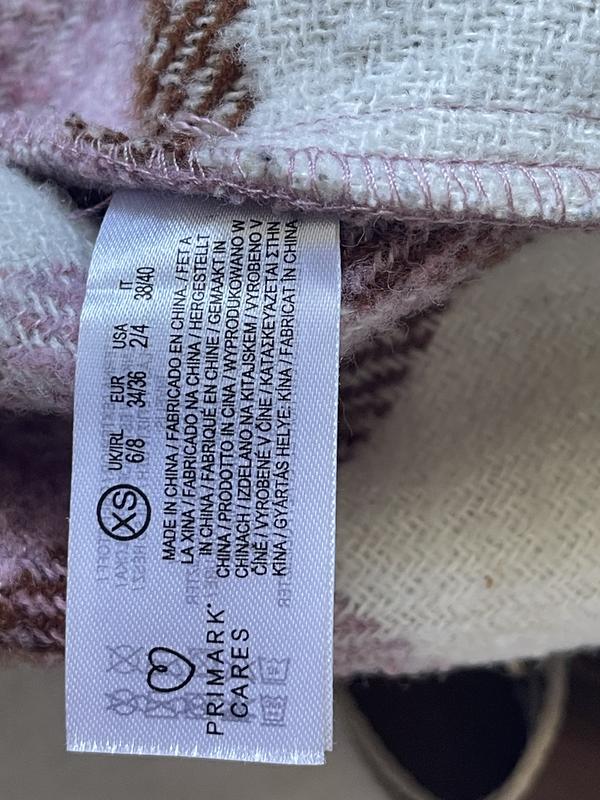 XS
UK/IRL EUR USA IT
6/8 34/36 2/4 38/40
MADE IN CHINA / FABRICADO EN CHINA / FET A
LA XINA / FABRICADO NA CHINA / HERGESTELLT
IN CHINA / FABRIQUÉ EN CHINE / GEMAAKT IN
CHINA / PRODOTTO IN CINA / WYPRODUKOWANO W
CHINACH / IZDELANO NA KITAJSKEM / VYROBENO V
ČÍNĚ / VYROBENÉ V ČÍNE / ΚΑΤΑΣΚΕΥΑΖΕΤΑΙ ΣΤΗΝ
ΚΙΝΑ / GYÁRTÁS HELYE: KÍNA / FABRICAT ÎN CHINA
PRIMARK®
CARES